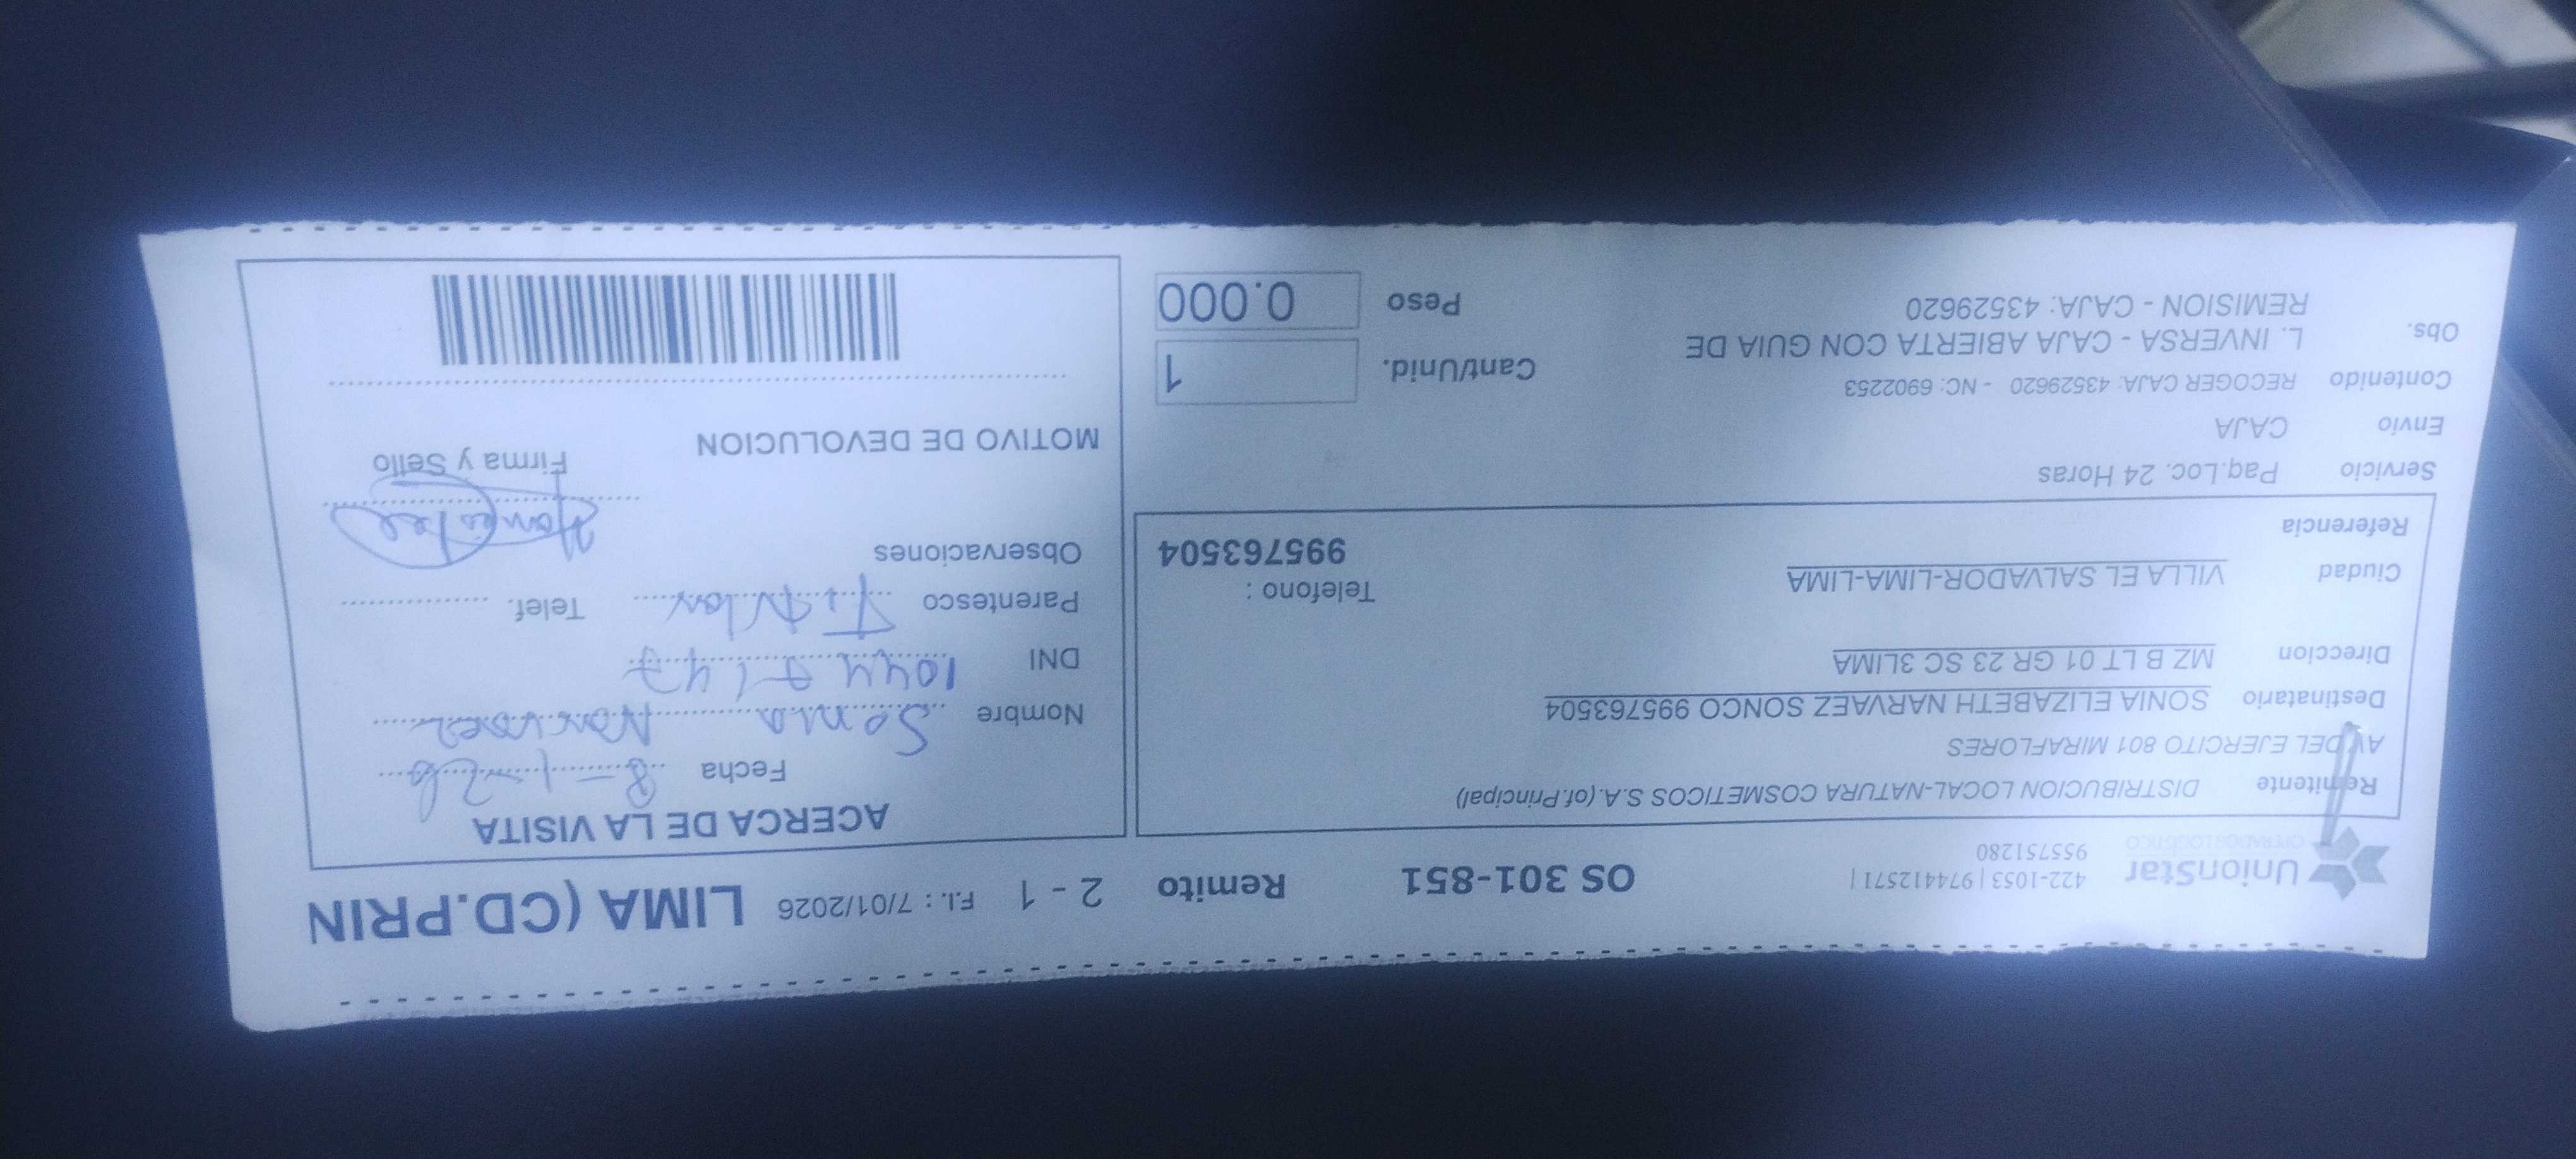 UnionStar
OPERADOR LOGISTICO
422-1053 | 974412571 |
955751280
OS 301-851
Remito
2 - 1
F.I. : 7/01/2026
LIMA (CD.PRIN
Remitente DISTRIBUCION LOCAL-NATURA COSMETICOS S.A.(of.Principal)
AV DEL EJERCITO 801 MIRAFLORES
Destinatario SONIA ELIZABETH NARVAEZ SONCO 995763504
Direccion MZ B LT 01 GR 23 SC 3LIMA
Ciudad VILLA EL SALVADOR-LIMA-LIMA
Telefono :
995763504
Referencia
Servicio Paq.Loc. 24 Horas
Envio CAJA
Contenido RECOGER CAJA: 43529620 - NC: 6902253
Obs. L. INVERSA - CAJA ABIERTA CON GUIA DE
REMISION - CAJA: 43529620
Cant/Unid. 1
Peso 0.000
ACERCA DE LA VISITA
Fecha 8-1-26
Nombre Sonia Narvaez
DNI
Parentesco Titular Telef.
Observaciones
Firma y Sello
MOTIVO DE DEVOLUCION